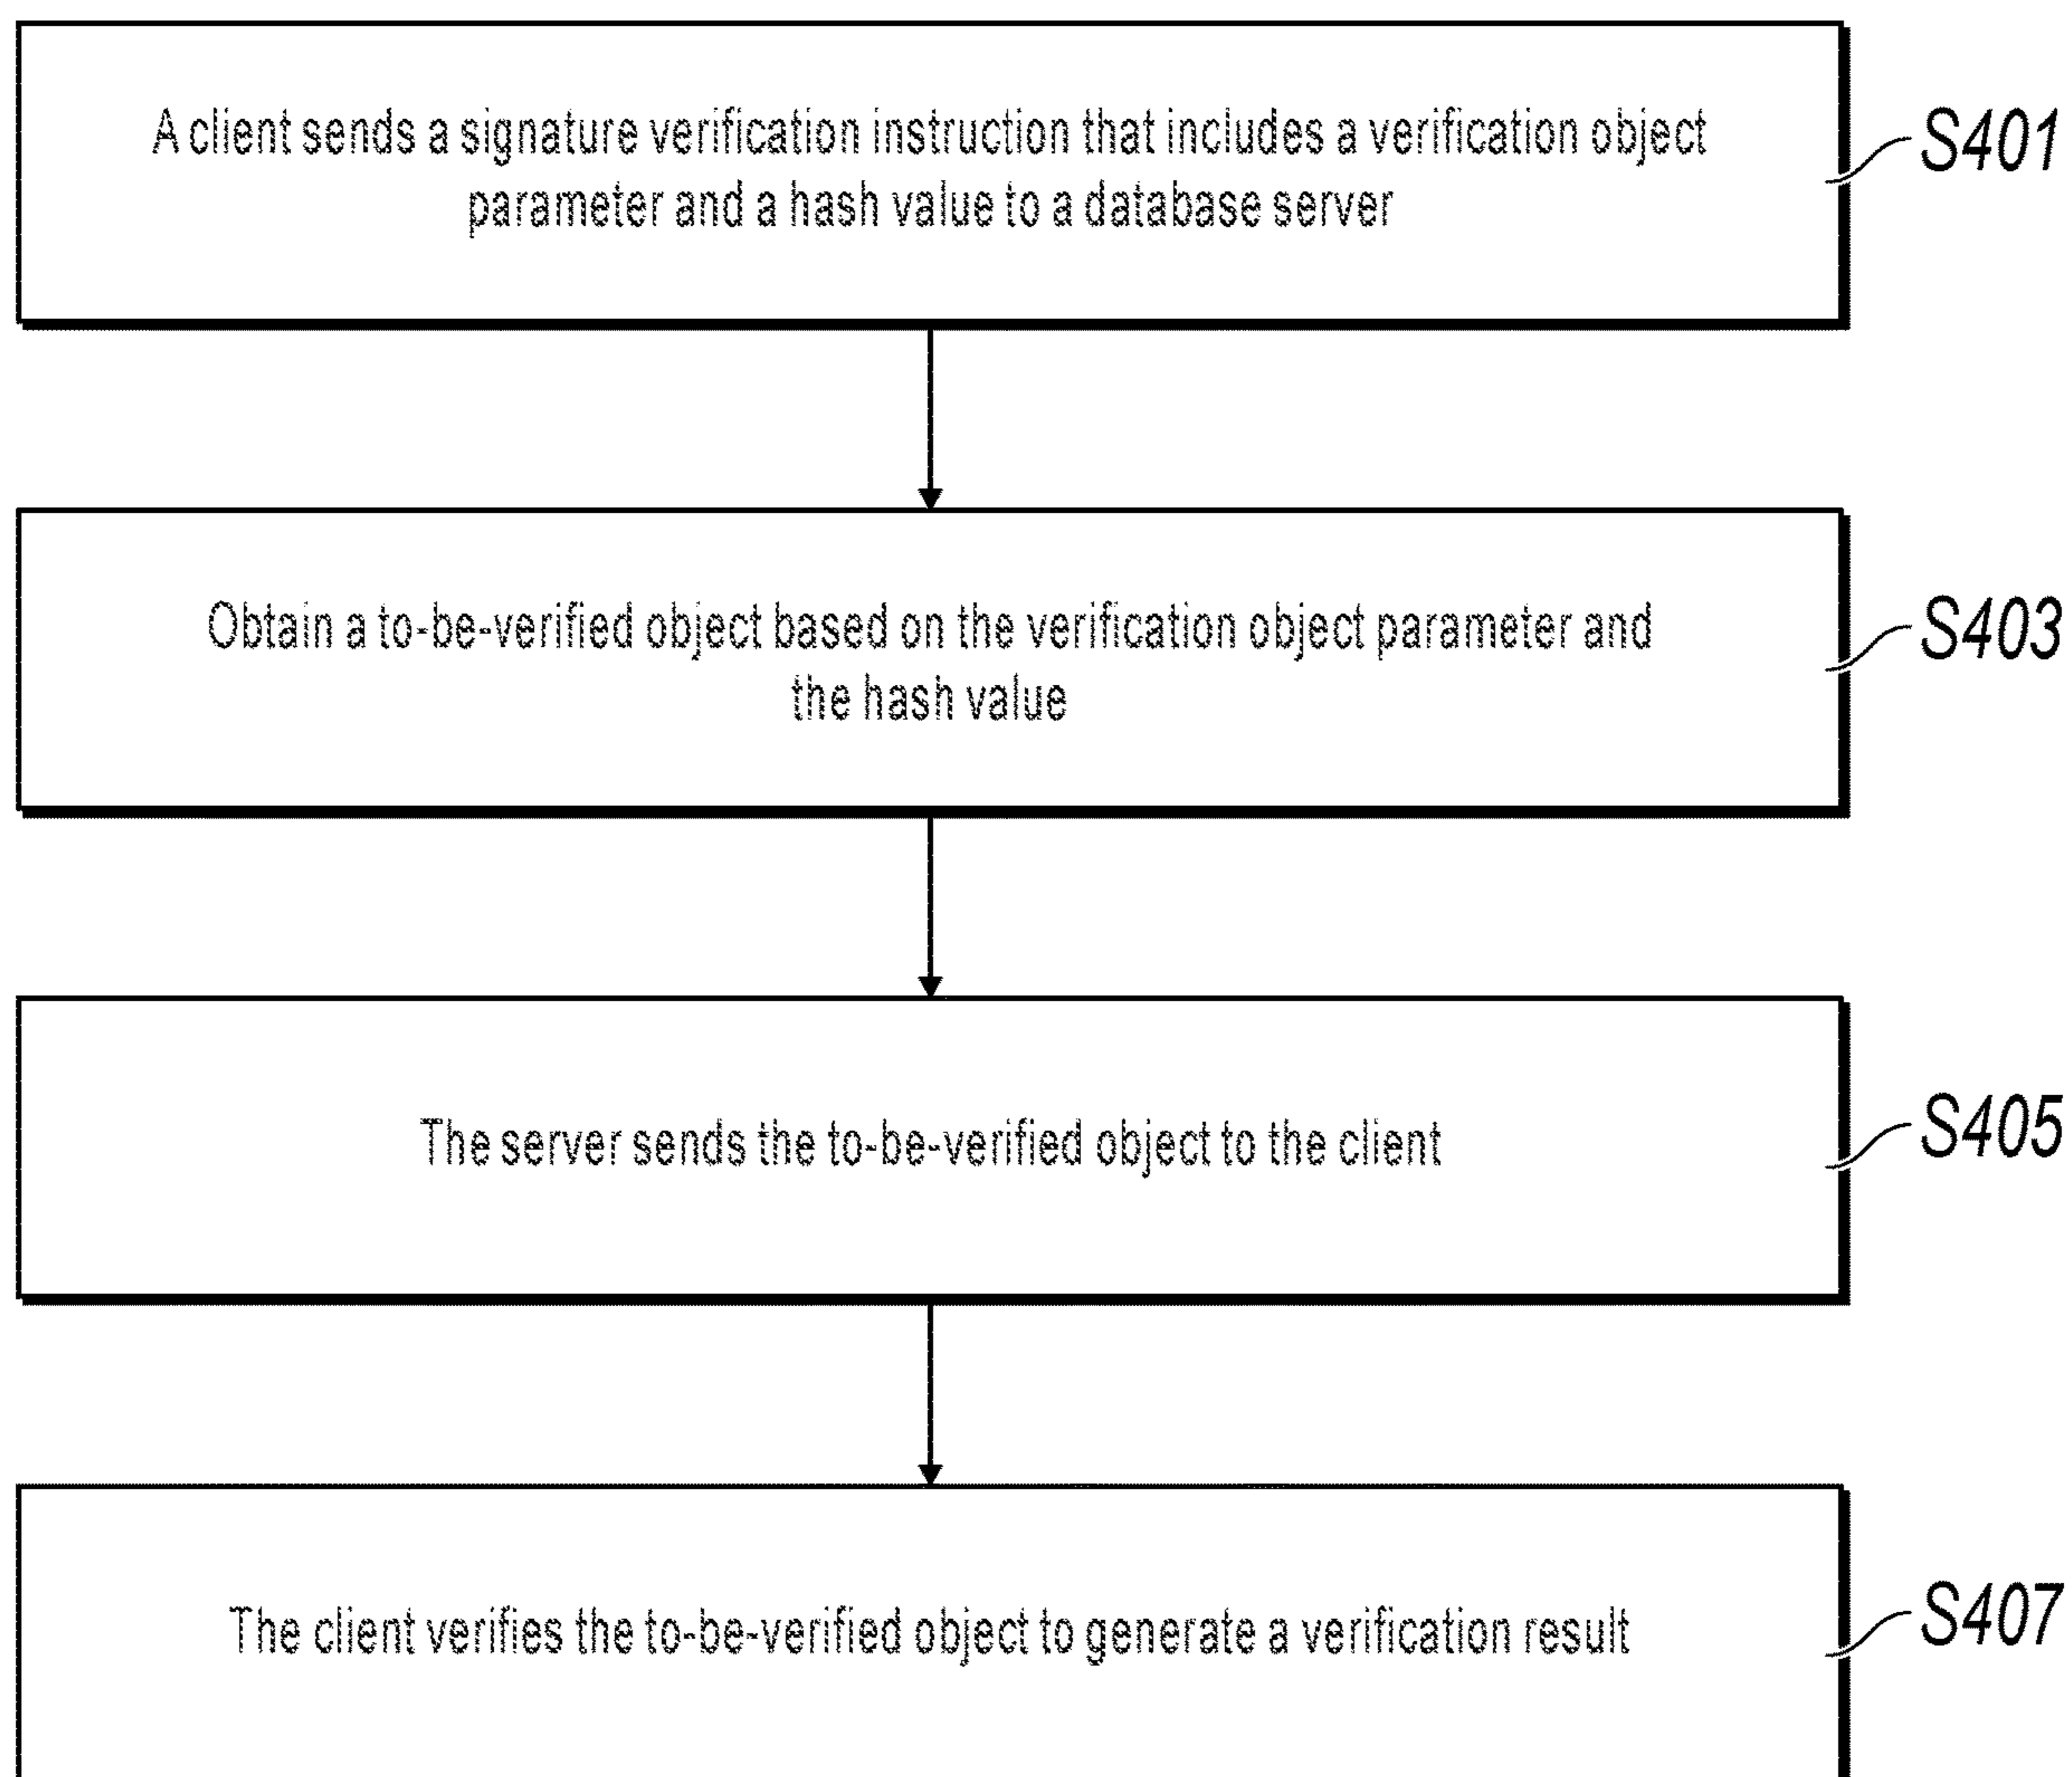 A client sends a signature verification instruction that includes a verification object
parameter and a hash value to a database server
S401
Obtain a to-be-verified object based on the verification object parameter and
the hash value
S403
The server sends the to-be-verified object to the client
S405
The client verifies the to-be-verified object to generate a verification result
S407